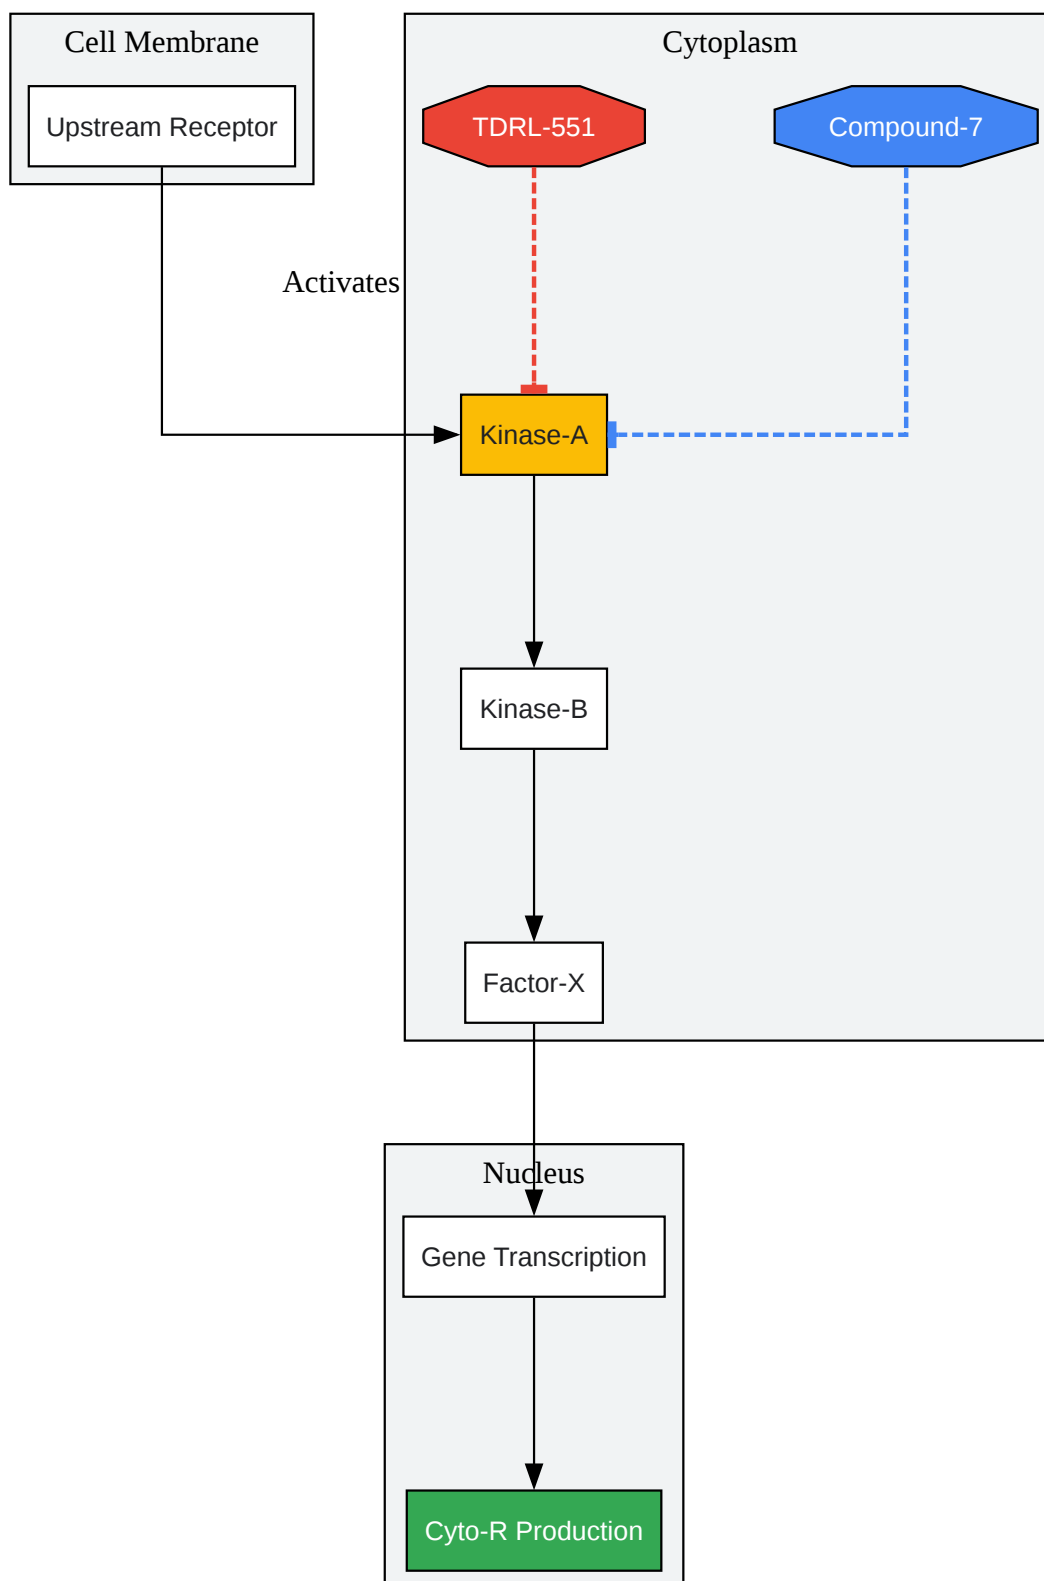 Cell Membrane
Cytoplasm
Upstream Receptor
TDRL-551
Compound-7
Activates
Kinase-A
Kinase-B
Factor-X
Nucleus
Gene Transcription
Cyto-R Production